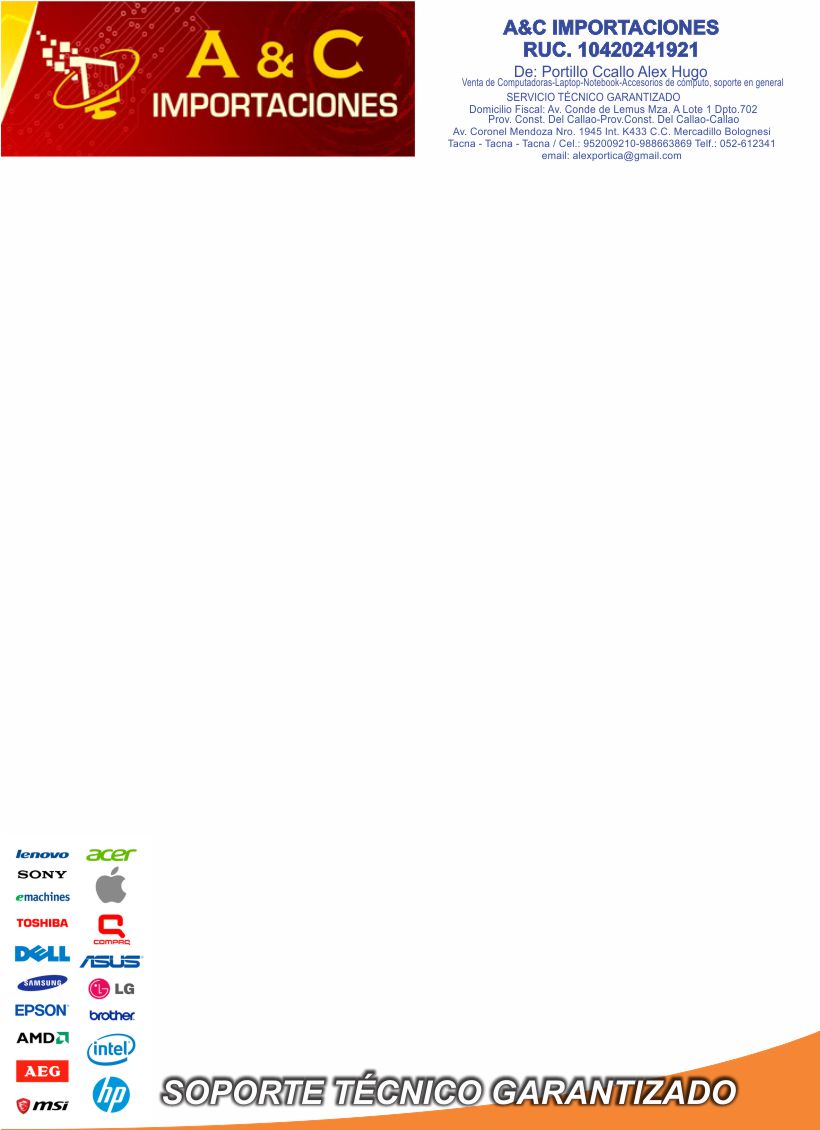 A & C
IMPORTACIONES
A&C IMPORTACIONES
RUC. 10420241921
De: Portillo Ccallo Alex Hugo
Venta de Computadoras-Laptop-Notebook-Accesorios de cómputo, soporte en general
SERVICIO TÉCNICO GARANTIZADO
Domicilio Fiscal: Av. Conde de Lemus Mza. A Lote 1 Dpto.702
Prov. Const. Del Callao-Prov.Const. Del Callao-Callao
Av. Coronel Mendoza Nro. 1945 Int. K433 C.C. Mercadillo Bolognesi
Tacna - Tacna - Tacna / Cel.: 952009210-988663869 Telf.: 052-612341
email: alexportica@gmail.com
lenovo
acer
SONY
emachines
TOSHIBA
COMPAQ
DELL
ASUS
SAMSUNG
LG
EPSON
brother
AMD
intel
AEG
hp
msi
SOPORTE TÉCNICO GARANTIZADO